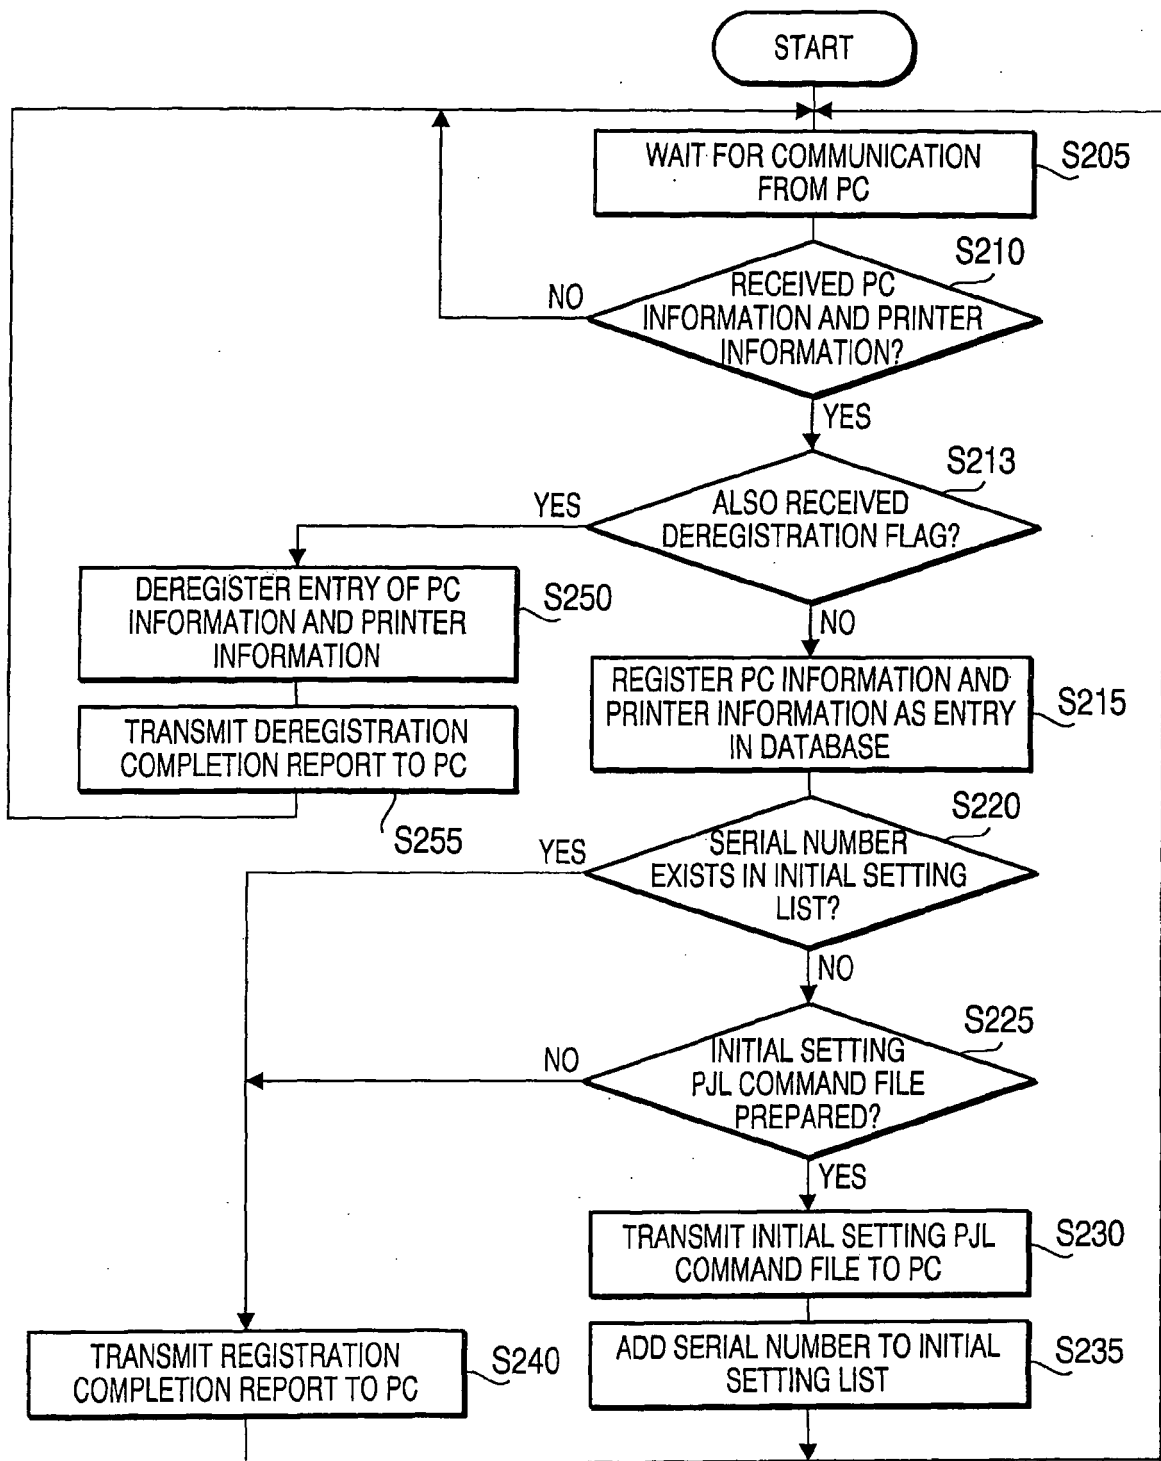 START
WAIT FOR COMMUNICATION
FROM PC
S205
S210
RECEIVED PC
INFORMATION AND PRINTER
INFORMATION?
NO
YES
S213
ALSO RECEIVED
DEREGISTRATION FLAG?
YES
NO
DEREGISTER ENTRY OF PC
INFORMATION AND PRINTER
INFORMATION
S250
TRANSMIT DEREGISTRATION
COMPLETION REPORT TO PC
S255
REGISTER PC INFORMATION AND
PRINTER INFORMATION AS ENTRY
IN DATABASE
S215
S220
SERIAL NUMBER
EXISTS IN INITIAL SETTING
LIST?
YES
NO
S225
INITIAL SETTING
PJL COMMAND FILE
PREPARED?
NO
YES
TRANSMIT INITIAL SETTING PJL
COMMAND FILE TO PC
S230
ADD SERIAL NUMBER TO INITIAL
SETTING LIST
S235
TRANSMIT REGISTRATION
COMPLETION REPORT TO PC
S240